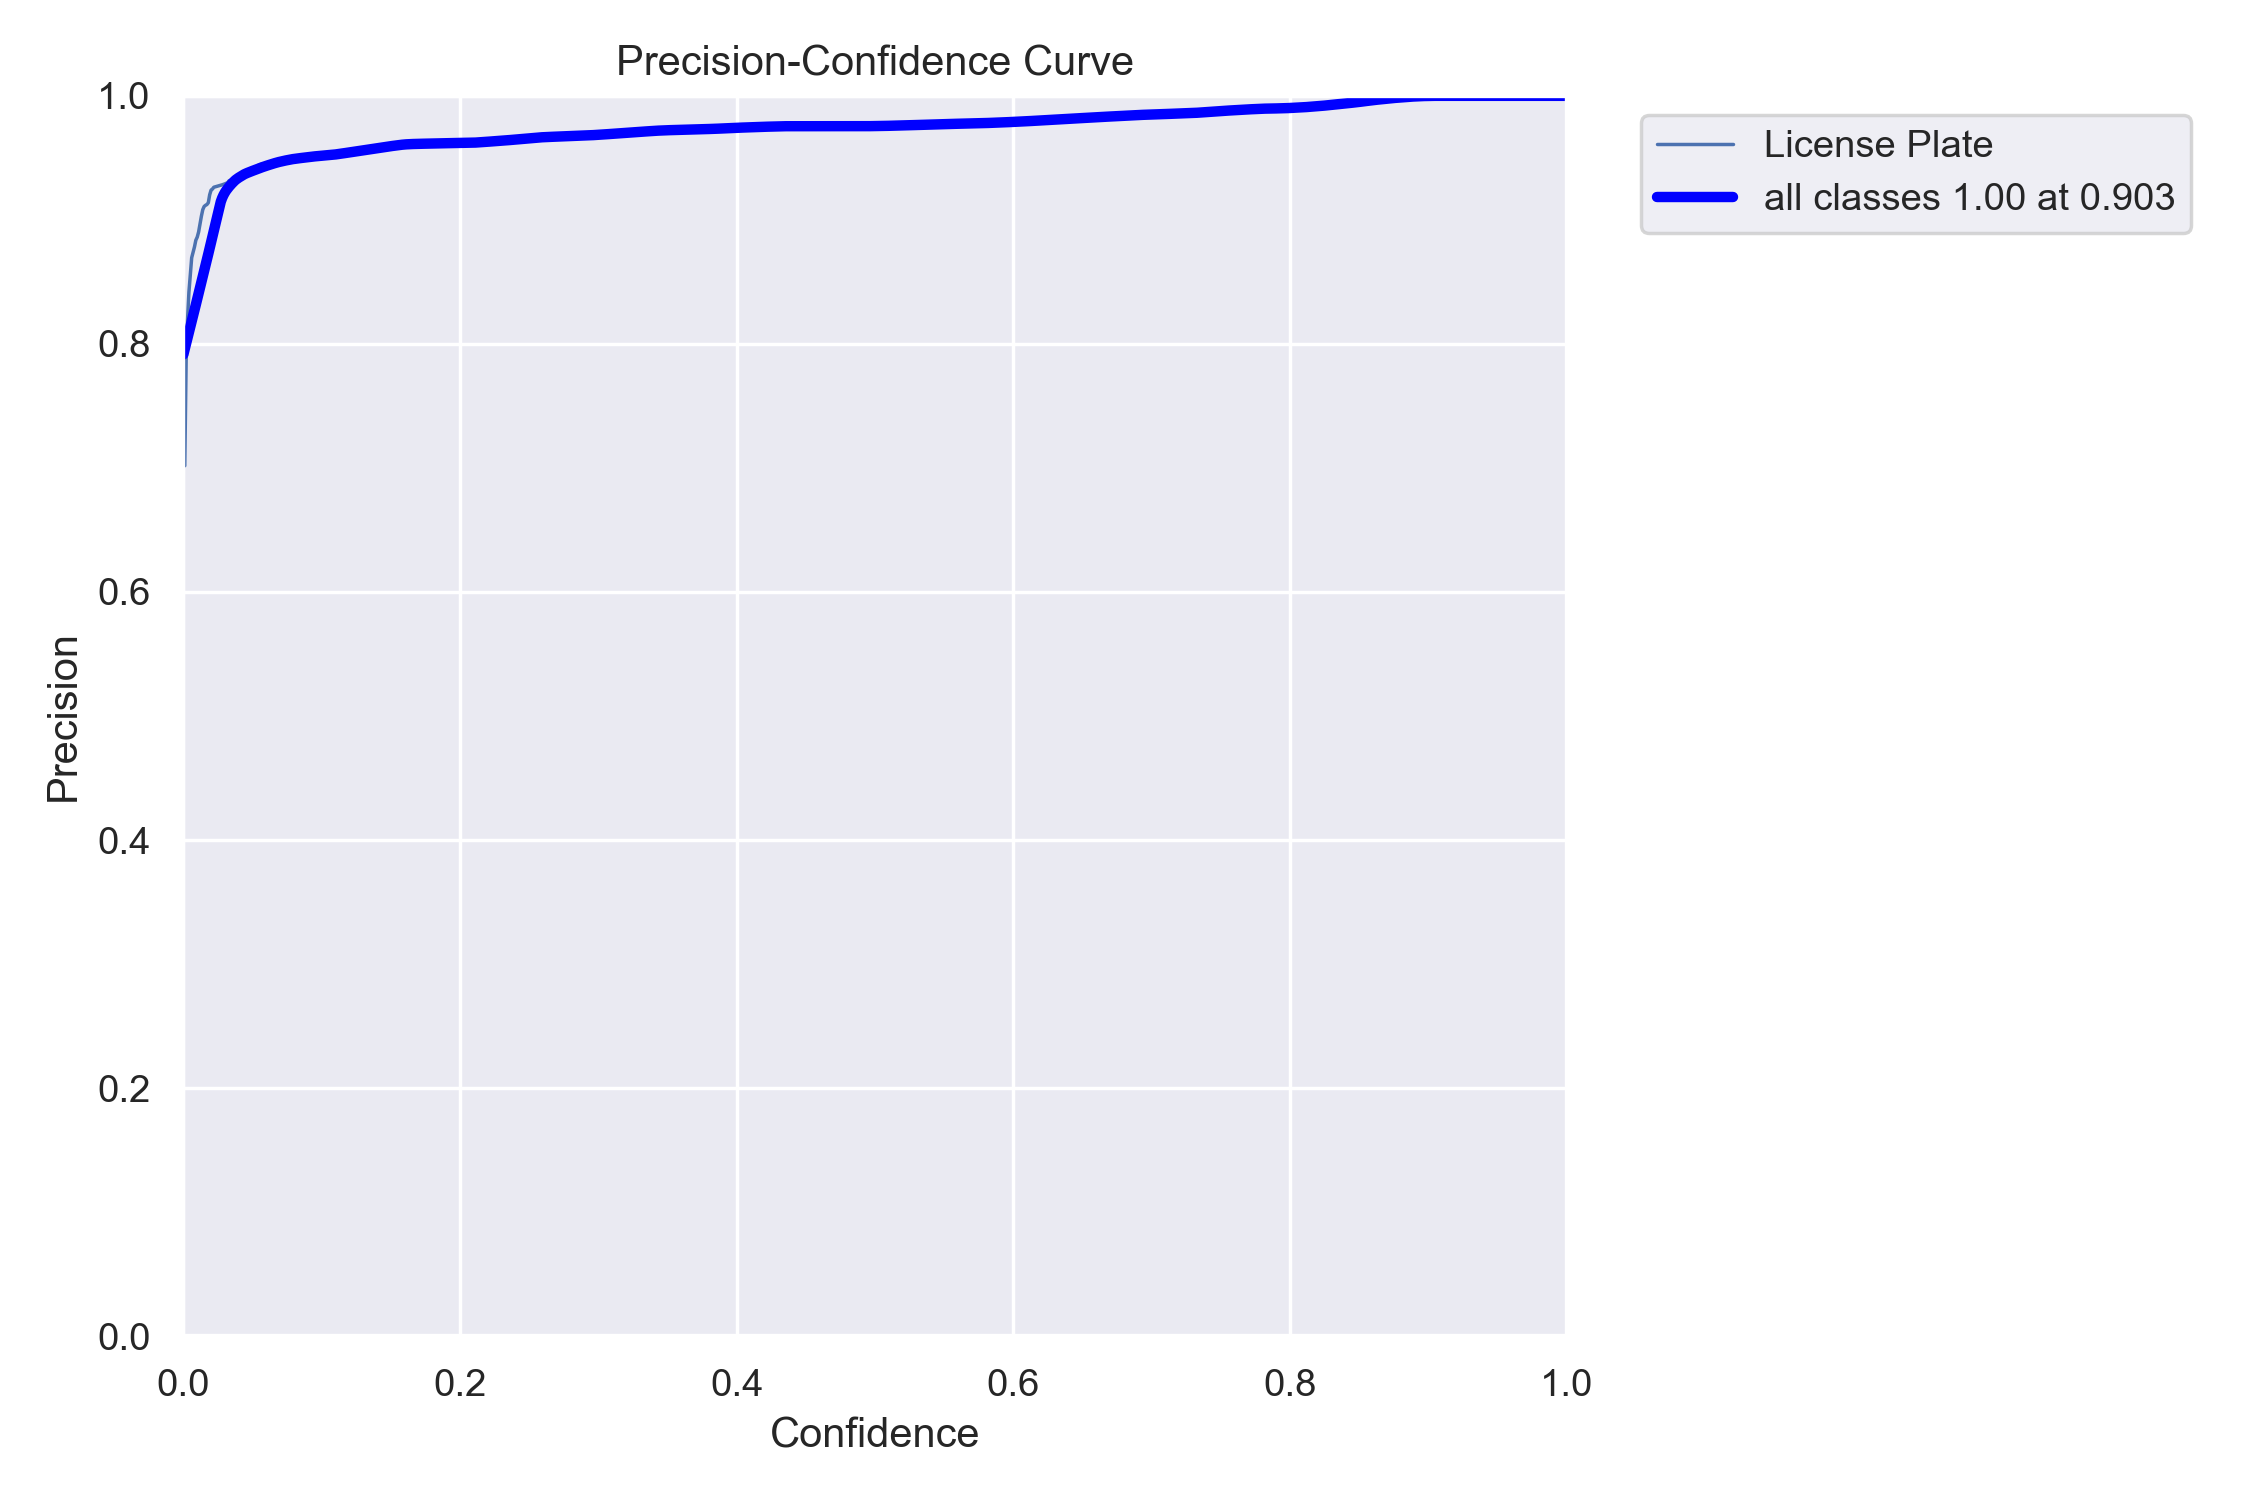 Precision-Confidence Curve
1.0
0.8
0.6
0.4
0.2
0.0
Precision
0.0 0.2 0.4 0.6 0.8 1.0
Confidence
License Plate
all classes 1.00 at 0.903